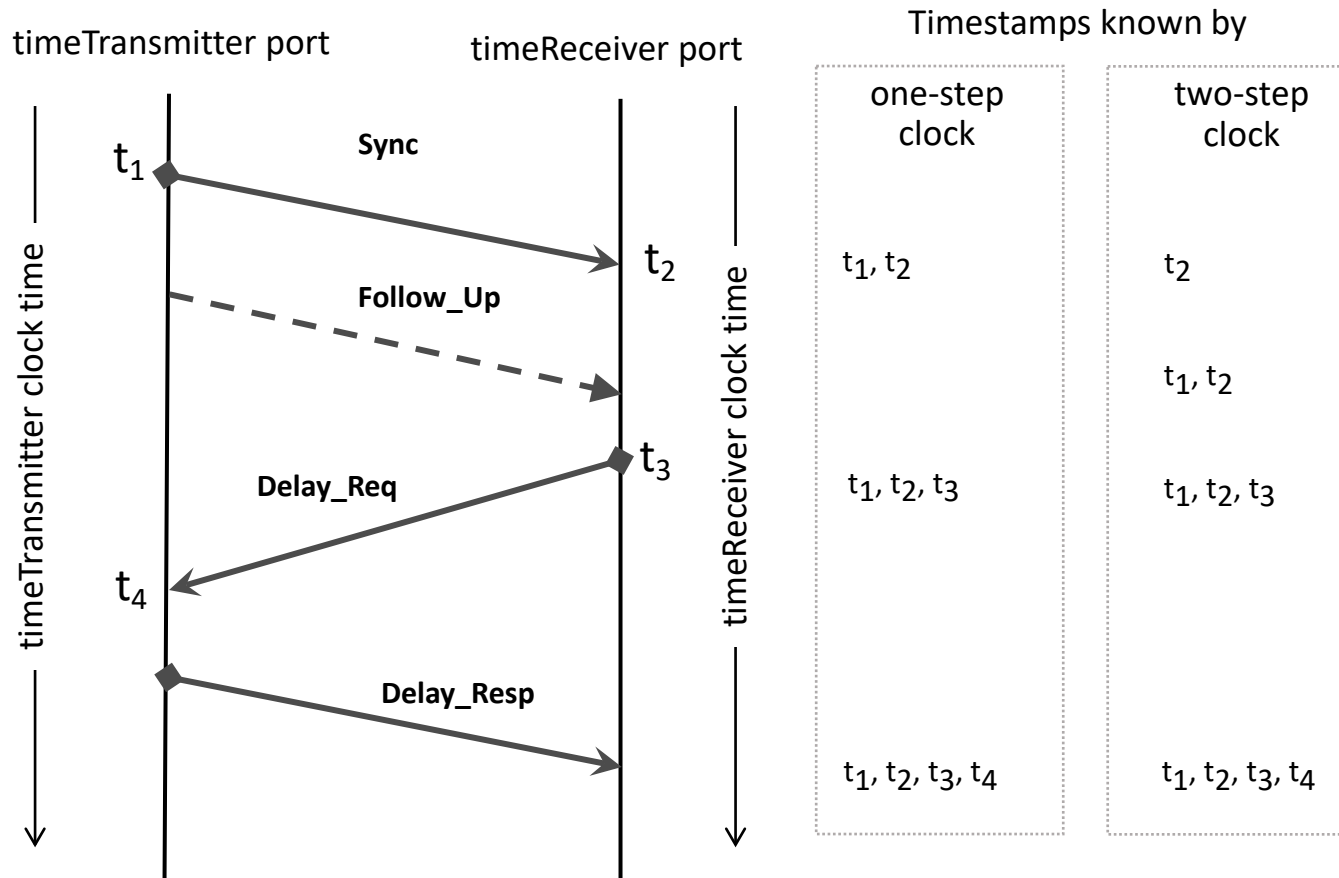 Timestamps known by
timeTransmitter port
timeReceiver port
one-step
clock
two-step
clock
Sync
t₁
t₂
t₁, t₂
t₂
Follow_Up
t₁, t₂
t₃
Delay_Req
t₁, t₂, t₃
t₁, t₂, t₃
t₄
Delay_Resp
t₁, t₂, t₃, t₄
t₁, t₂, t₃, t₄
timeTransmitter clock time
timeReceiver clock time